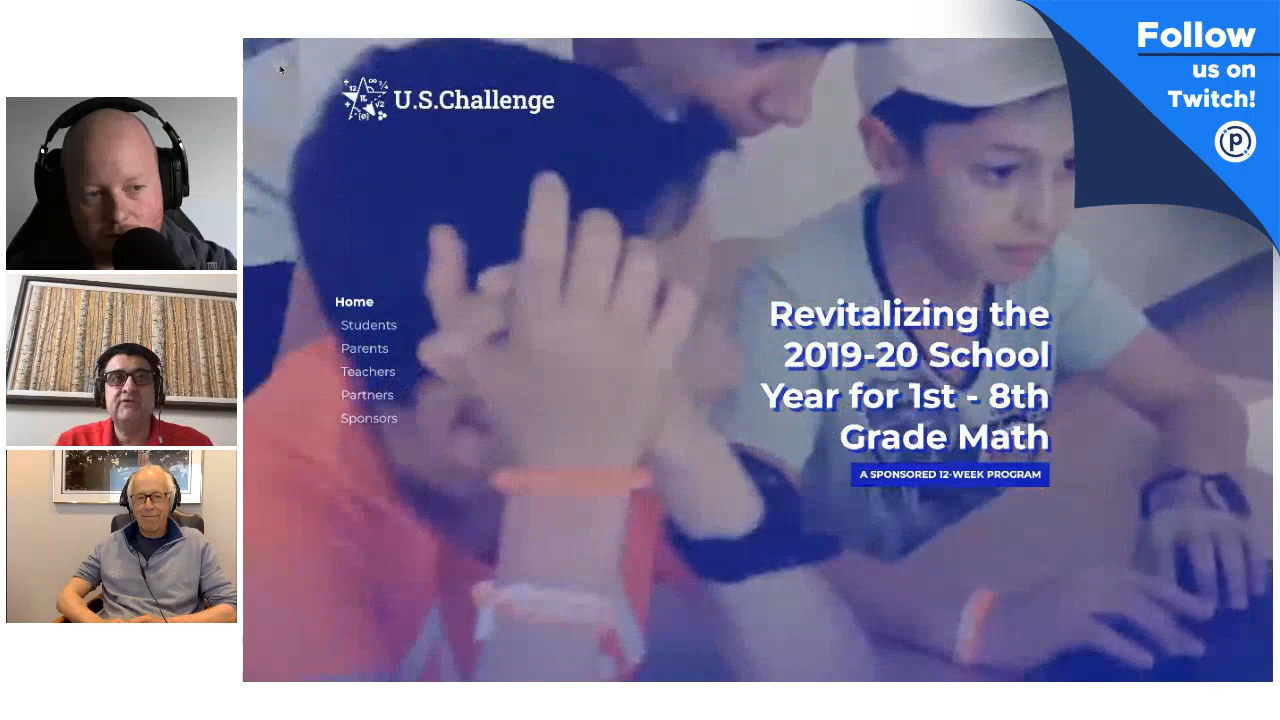 Follow
us on
Twitch!
U.S.Challenge
Home
Students
Parents
Teachers
Partners
Sponsors
Revitalizing the
2019-20 School
Year for 1st - 8th
Grade Math
A SPONSORED 12-WEEK PROGRAM